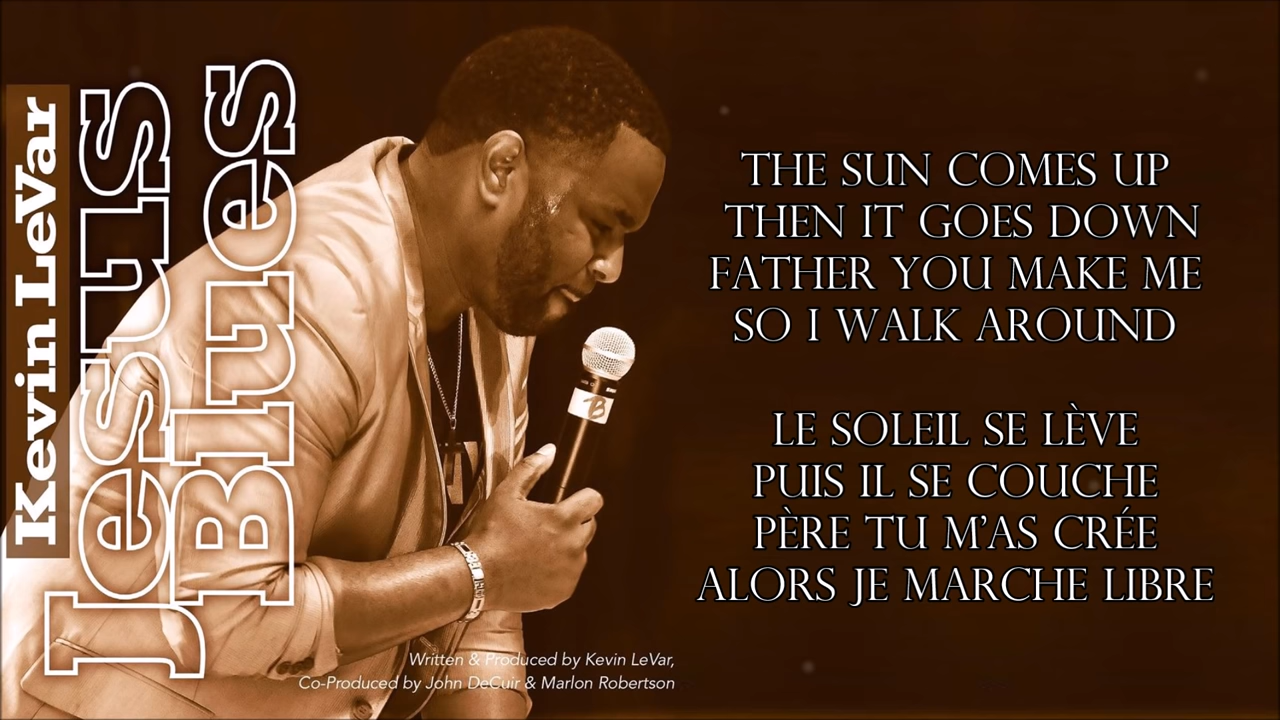 Kevin LeVar
Jesus
Blues
THE SUN COMES UP
THEN IT GOES DOWN
FATHER YOU MAKE ME
SO I WALK AROUND
LE SOLEIL SE LÈVE
PUIS IL SE COUCHE
PÈRE TU M'AS CRÉE
ALORS JE MARCHE LIBRE
B
Written & Produced by Kevin LeVar,
Co-Produced by John DeCuir & Marlon Robertson